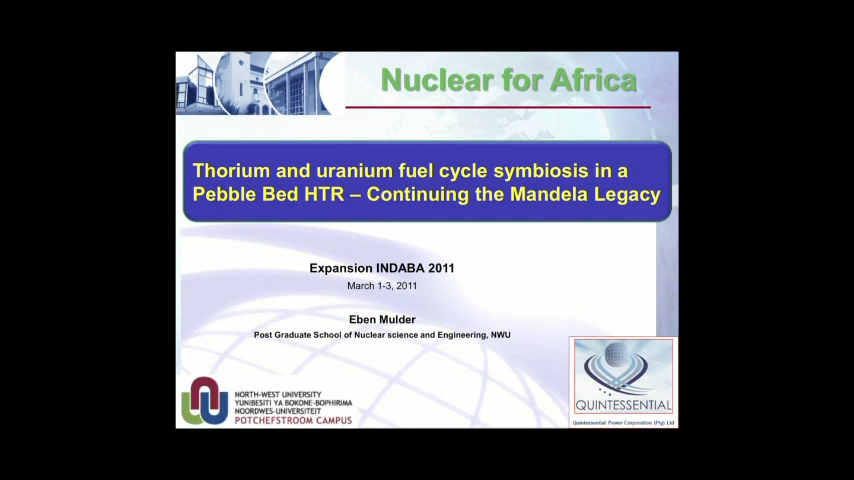 Nuclear for Africa
Thorium and uranium fuel cycle symbiosis in a
Pebble Bed HTR – Continuing the Mandela Legacy
Expansion INDABA 2011
March 1-3, 2011
Eben Mulder
Post Graduate School of Nuclear science and Engineering, NWU
NORTH-WEST UNIVERSITY
YUNIBESITI YA BOKONE-BOPHIRIMA
NOORDWES-UNIVERSITEIT
POTCHEFSTROOM CAMPUS
QUINTESSENTIAL
Quintessential Power Corporation (Pty) Ltd